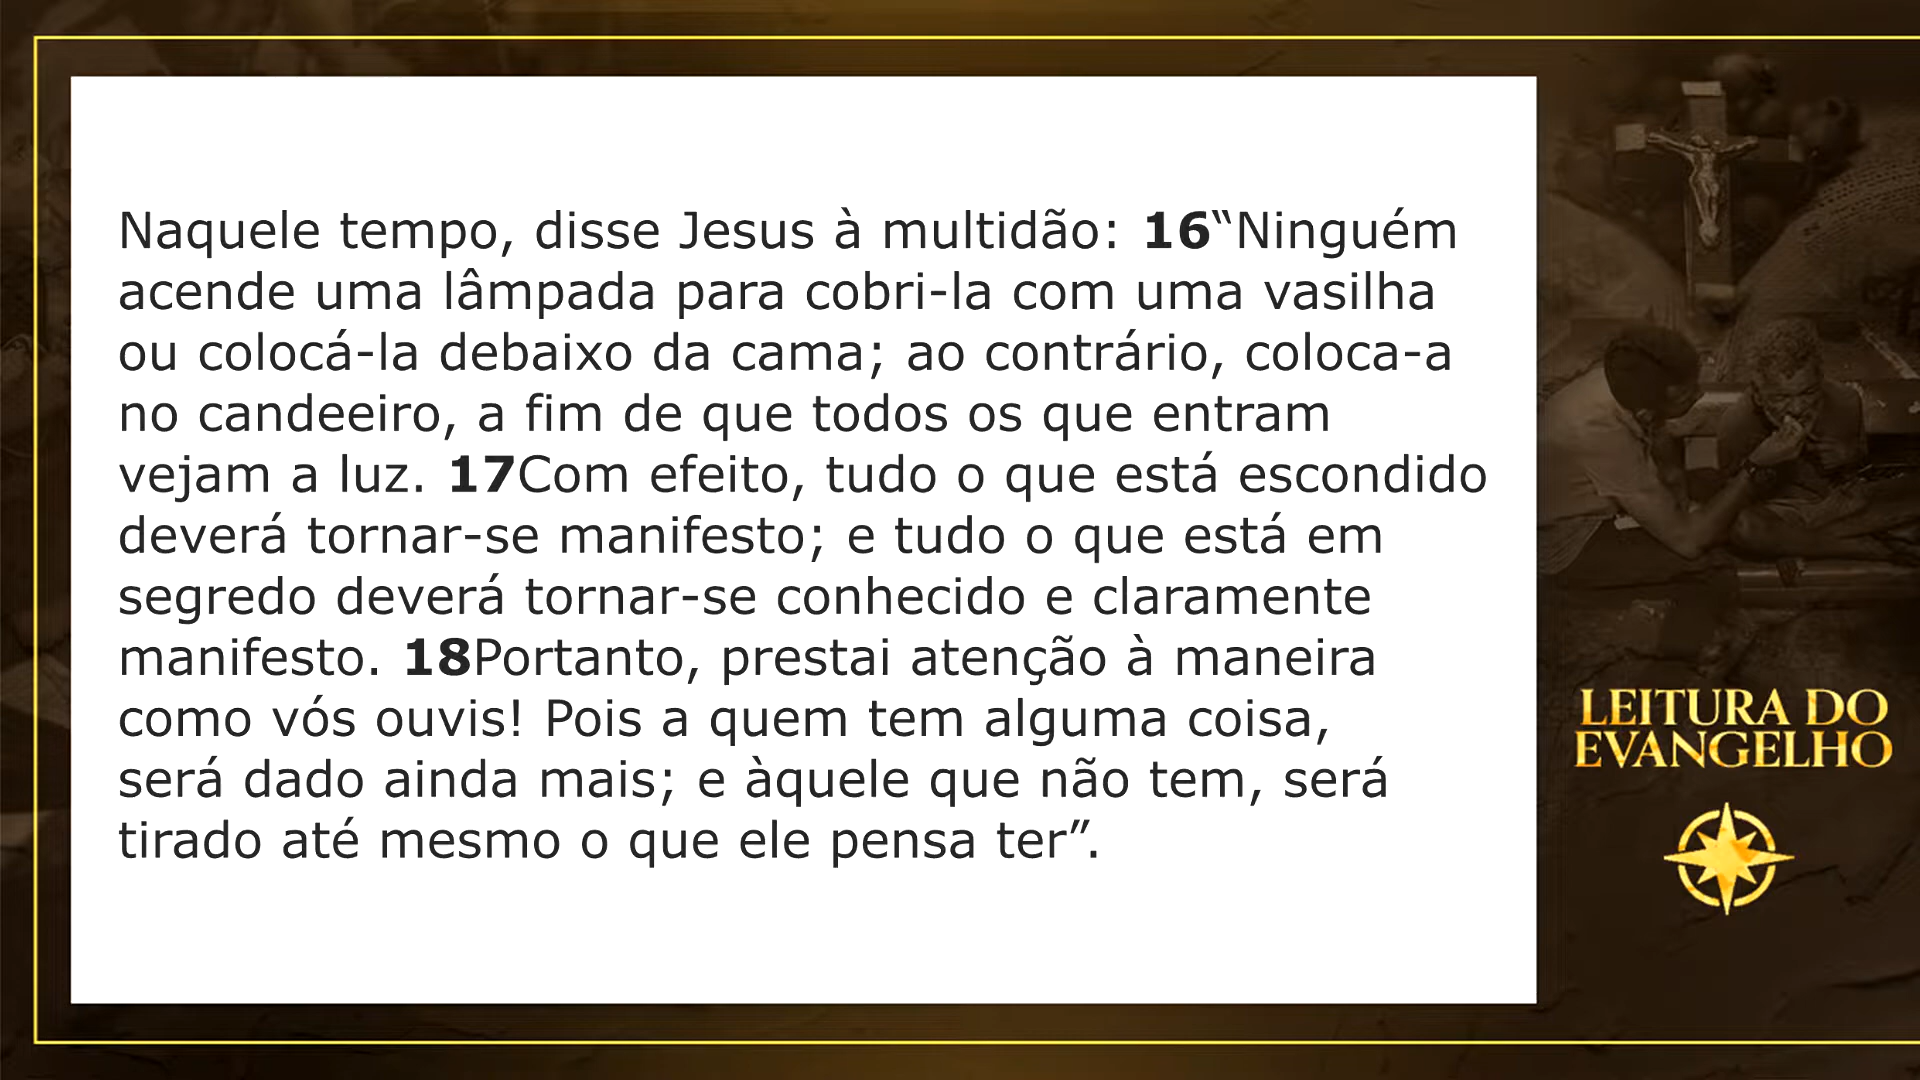 Naquele tempo, disse Jesus à multidão: 16“Ninguém
acende uma lâmpada para cobri-la com uma vasilha
ou colocá-la debaixo da cama; ao contrário, coloca-a
no candeeiro, a fim de que todos os que entram
vejam a luz. 17Com efeito, tudo o que está escondido
deverá tornar-se manifesto; e tudo o que está em
segredo deverá tornar-se conhecido e claramente
manifesto. 18Portanto, prestai atenção à maneira
como vós ouvis! Pois a quem tem alguma coisa,
será dado ainda mais; e àquele que não tem, será
tirado até mesmo o que ele pensa ter”.
LEITURA DO
EVANGELHO